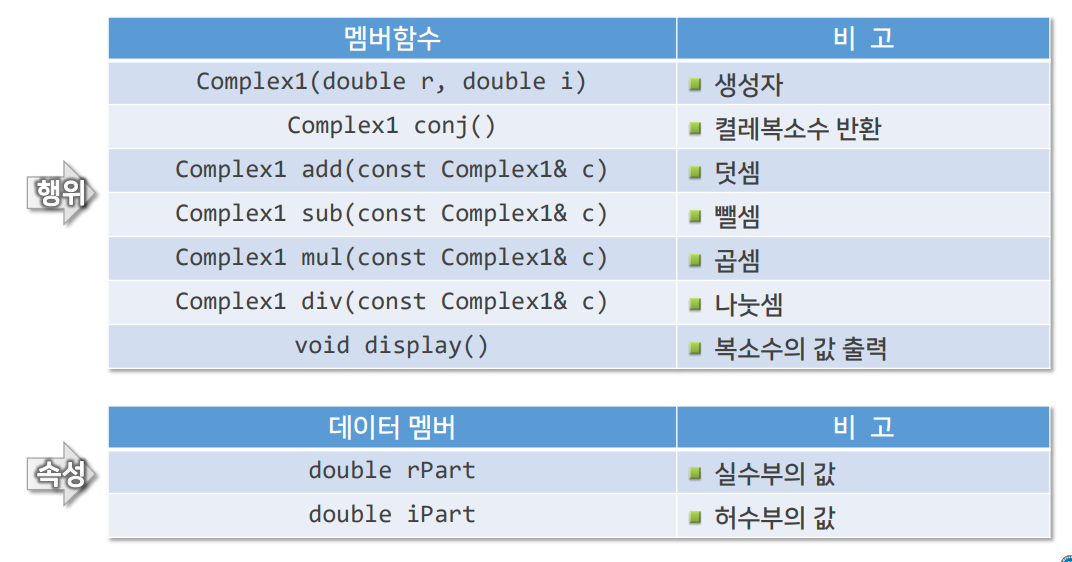 멤버함수 비 고
행위
Complex1(double r, double i) 생성자
Complex1 conj() 켤레복소수 반환
Complex1 add(const Complex1& c) 덧셈
Complex1 sub(const Complex1& c) 뺄셈
Complex1 mul(const Complex1& c) 곱셈
Complex1 div(const Complex1& c) 나눗셈
void display() 복소수의 값 출력
데이터 멤버 비 고
속성
double rPart 실수부의 값
double iPart 허수부의 값